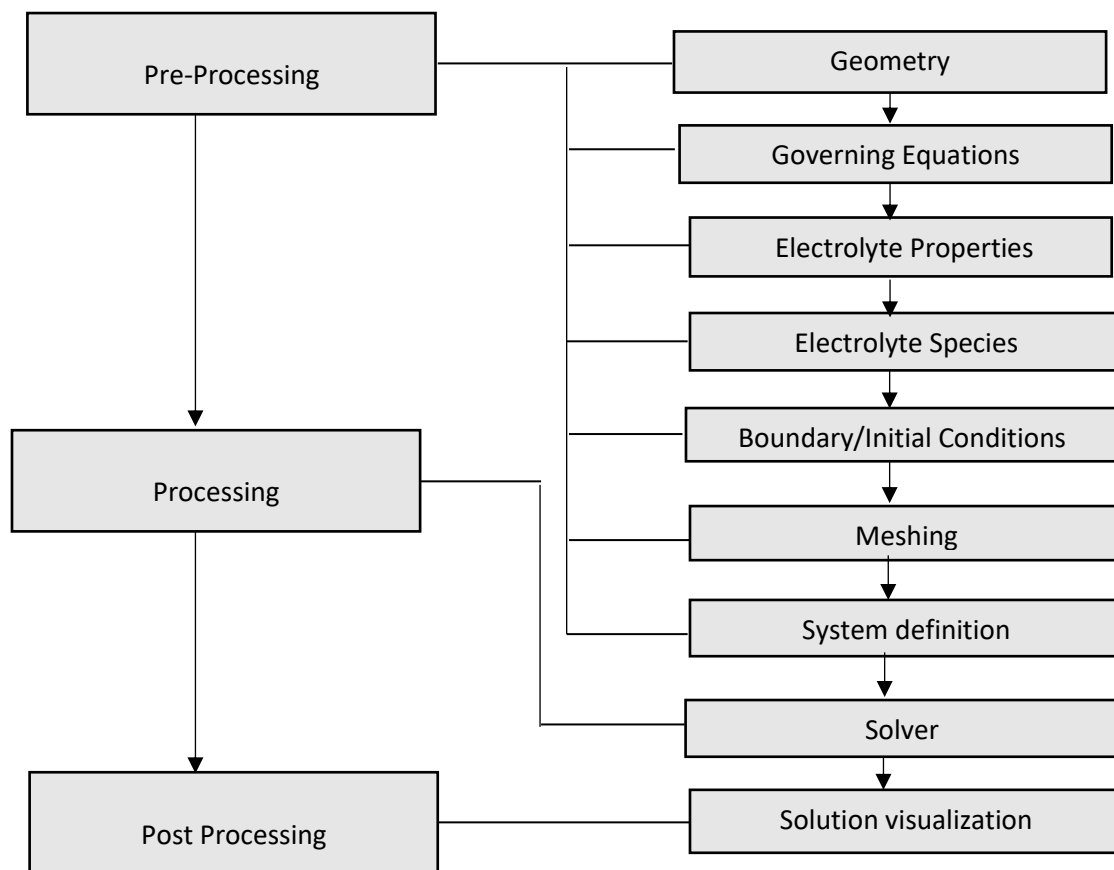 Pre-Processing
Geometry
Governing Equations
Electrolyte Properties
Electrolyte Species
Boundary/Initial Conditions
Processing
Meshing
System definition
Solver
Post Processing
Solution visualization